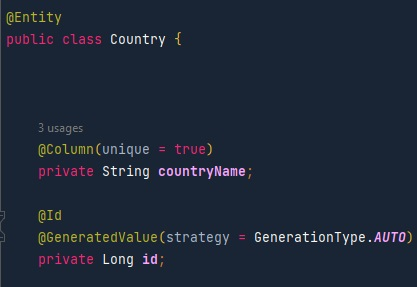 @Entity
public class Country {
3 usages
@Column(unique = true)
private String countryName;
@Id
@GeneratedValue(strategy = GenerationType.AUTO)
private Long id;